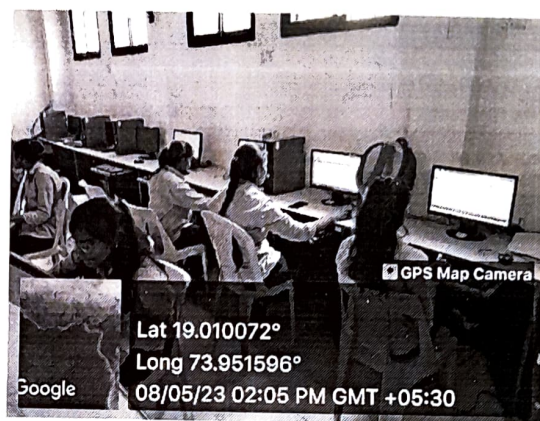 GPS Map Camera
Lat 19.010072°
Long 73.951596°
08/05/23 02:05 PM GMT +05:30
Google